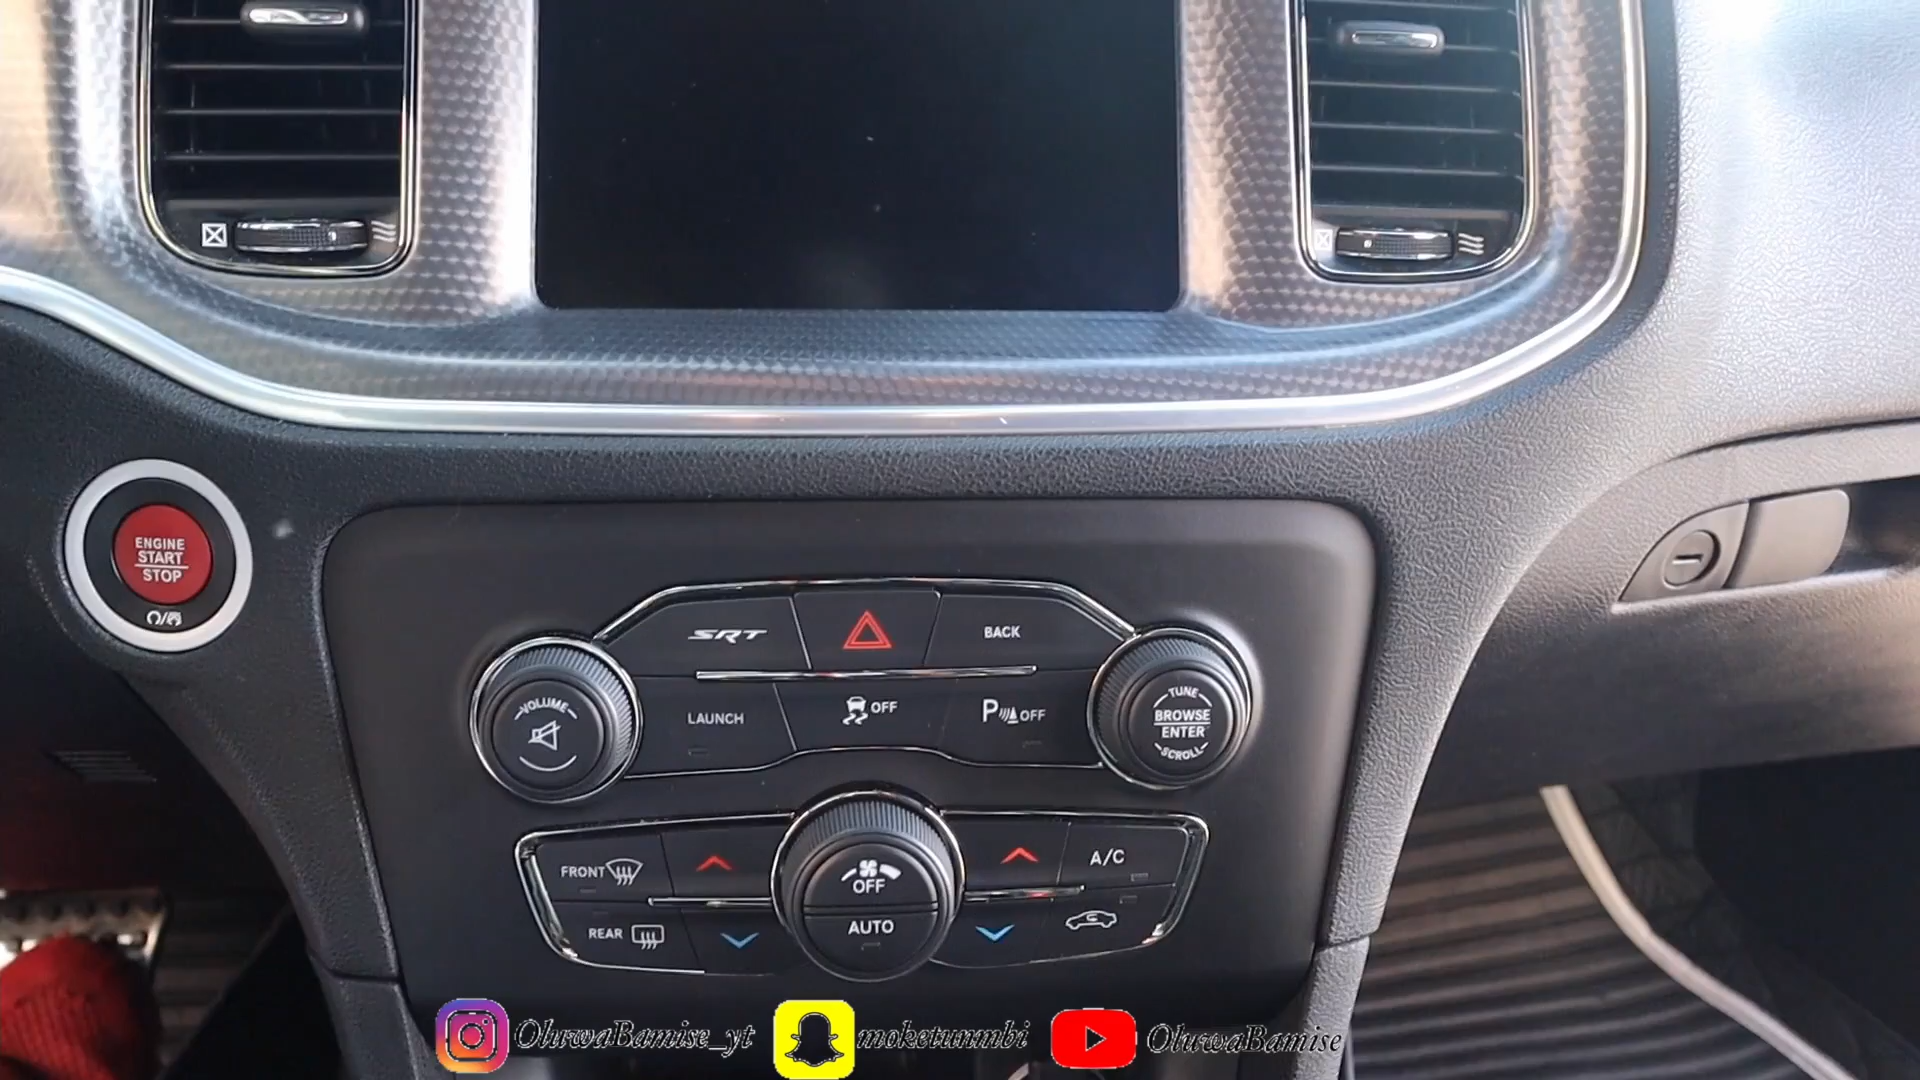 ENGINE
START
STOP
SRT
BACK
VOLUME
LAUNCH
OFF
P OFF
TUNE
BROWSE
ENTER
SCROLL
FRONT
OFF
A/C
REAR
AUTO
OluwaBamise_yt
moketunmbi
OluwaBamise